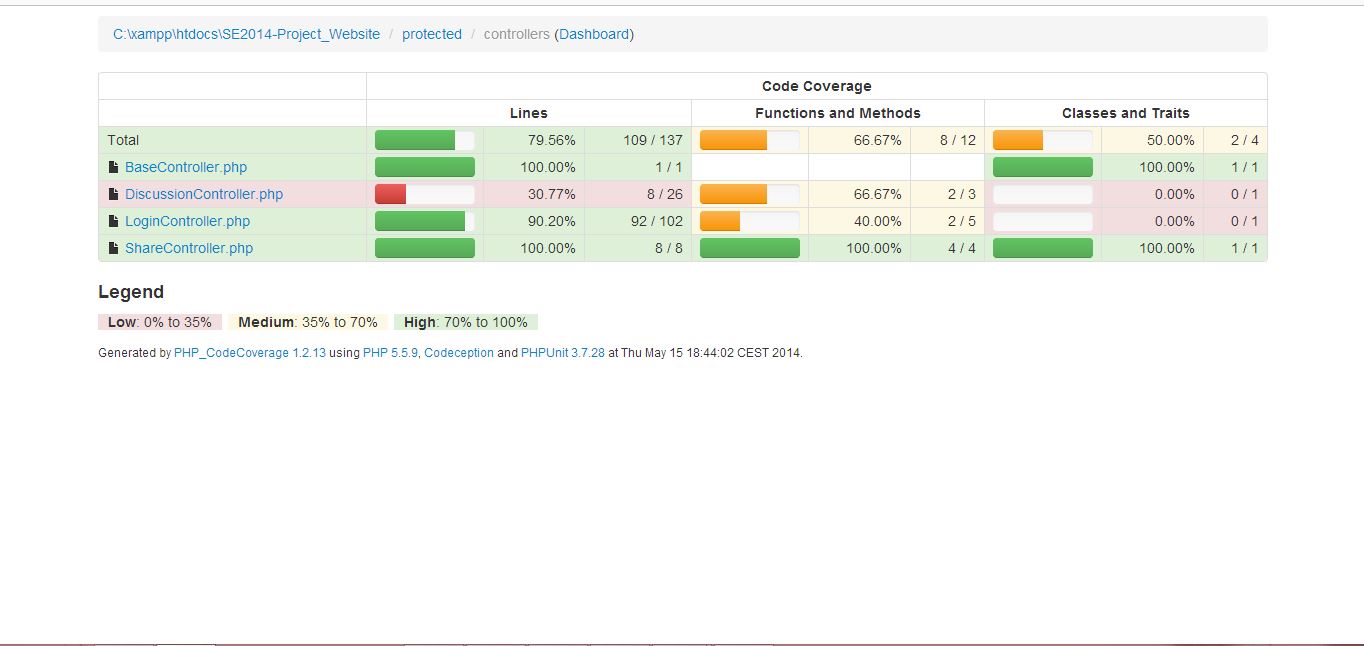 C:\xampp\htdocs\SE2014-Project_Website / protected / controllers (Dashboard)
Code Coverage
Lines Functions and Methods Classes and Traits
Total 79.56% 109 / 137 66.67% 8 / 12 50.00% 2 / 4
BaseController.php 100.00% 1 / 1 100.00% 1 / 1
DiscussionController.php 30.77% 8 / 26 66.67% 2 / 3 0.00% 0 / 1
LoginController.php 90.20% 92 / 102 40.00% 2 / 5 0.00% 0 / 1
ShareController.php 100.00% 8 / 8 100.00% 4 / 4 100.00% 1 / 1
Legend
Low: 0% to 35% Medium: 35% to 70% High: 70% to 100%
Generated by PHP_CodeCoverage 1.2.13 using PHP 5.5.9, Codeception and PHPUnit 3.7.28 at Thu May 15 18:44:02 CEST 2014.